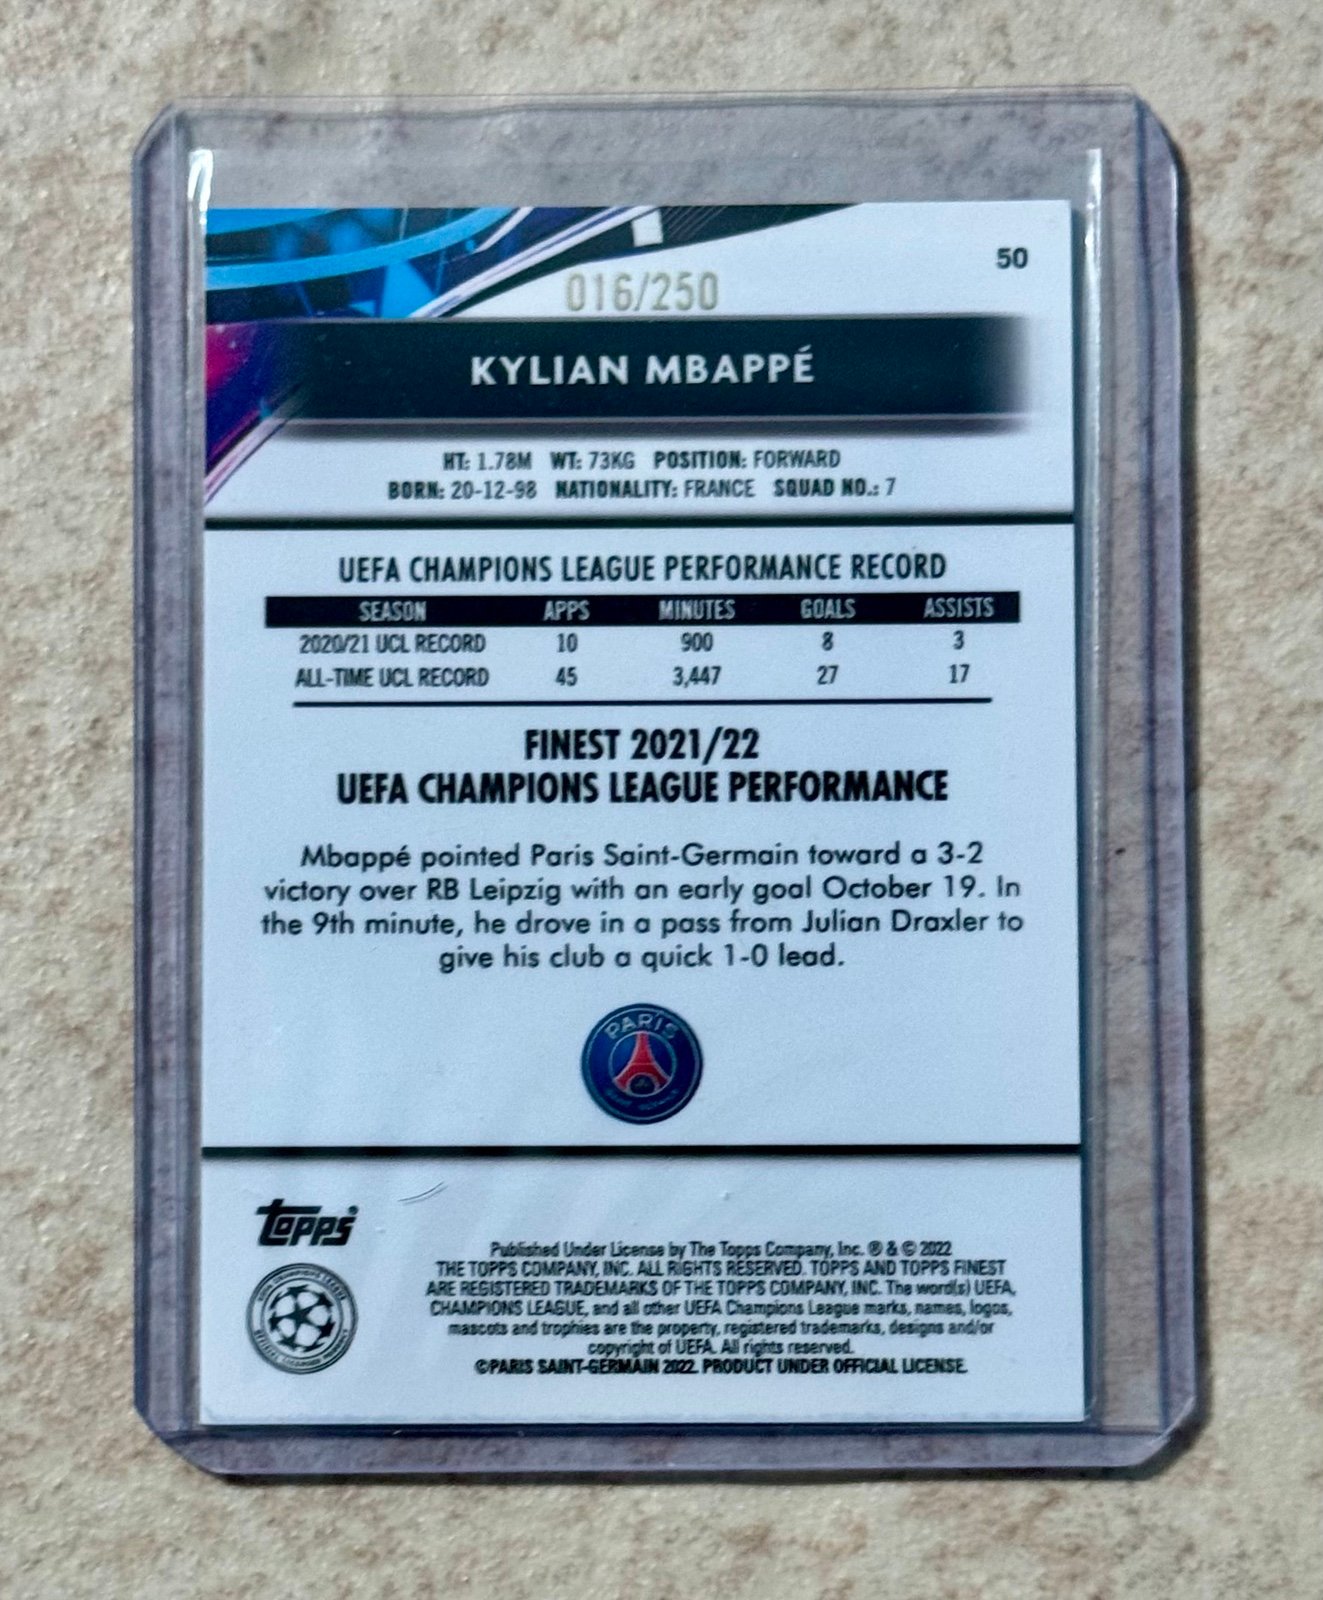 50
016/250
KYLIAN MBAPPÉ
HT: 1.78M WT: 73KG POSITION: FORWARD
BORN: 20-12-98 NATIONALITY: FRANCE SQUAD NO.: 7
UEFA CHAMPIONS LEAGUE PERFORMANCE RECORD
SEASON APPS MINUTES GOALS ASSISTS
2020/21 UCL RECORD 10 900 8 3
ALL-TIME UCL RECORD 45 3,447 27 17
FINEST 2021/22
UEFA CHAMPIONS LEAGUE PERFORMANCE
Mbappé pointed Paris Saint-Germain toward a 3-2
victory over RB Leipzig with an early goal October 19. In
the 9th minute, he drove in a pass from Julian Draxler to
give his club a quick 1-0 lead.
PARIS
topps®
Published Under License by The Topps Company, Inc. ® & © 2022
THE TOPPS COMPANY, INC. ALL RIGHTS RESERVED. TOPPS AND TOPPS FINEST
ARE REGISTERED TRADEMARKS OF THE TOPPS COMPANY, INC. The word(s) UEFA,
CHAMPIONS LEAGUE, and all other UEFA Champions League marks, names, logos,
mascots and trophies are the property, registered trademarks, designs and/or
copyright of UEFA. All rights reserved.
©PARIS SAINT-GERMAIN 2022. PRODUCT UNDER OFFICIAL LICENSE.